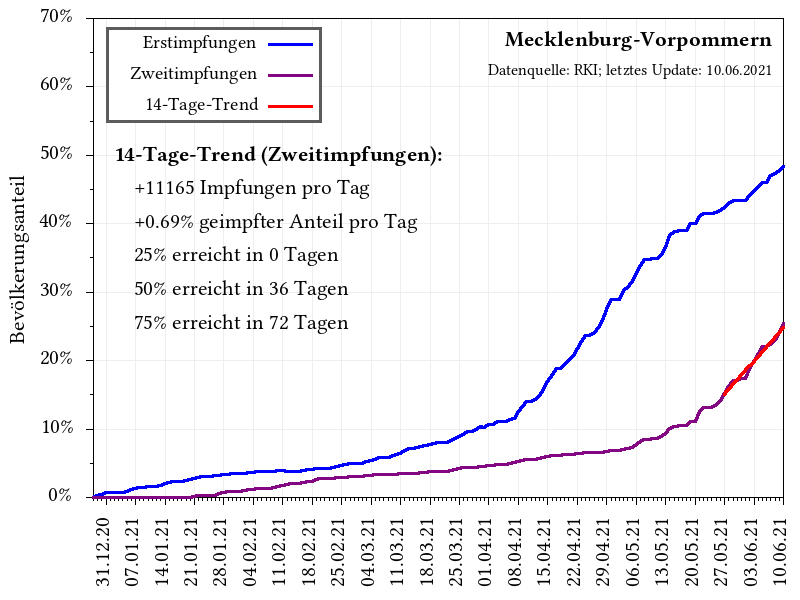 70%
60%
50%
40%
30%
20%
10%
0%
Bevölkerungsanteil
Erstimpfungen
Zweitimpfungen
14-Tage-Trend
Mecklenburg-Vorpommern
Datenquelle: RKI; letztes Update: 10.06.2021
14-Tage-Trend (Zweitimpfungen):
+11165 Impfungen pro Tag
+0.69% geimpfter Anteil pro Tag
25% erreicht in 0 Tagen
50% erreicht in 36 Tagen
75% erreicht in 72 Tagen
31.12.20
07.01.21
14.01.21
21.01.21
28.01.21
04.02.21
11.02.21
18.02.21
25.02.21
04.03.21
11.03.21
18.03.21
25.03.21
01.04.21
08.04.21
15.04.21
22.04.21
29.04.21
06.05.21
13.05.21
20.05.21
27.05.21
03.06.21
10.06.21